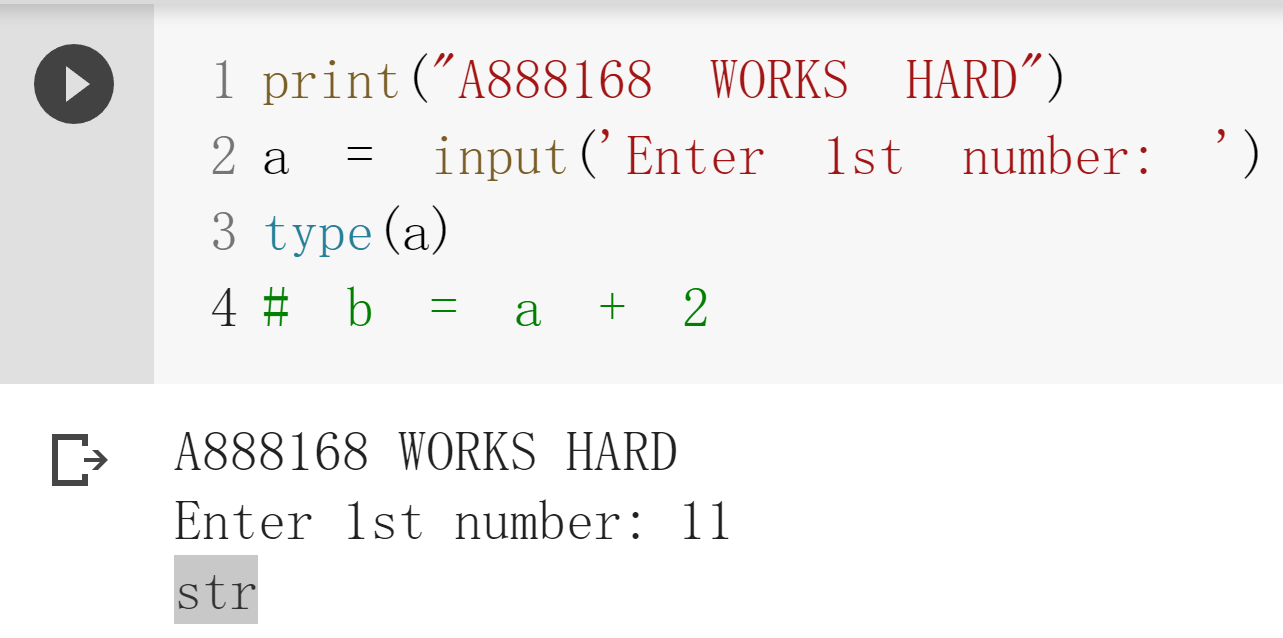 1 print("A888168 WORKS HARD")
2 a = input('Enter 1st number: ')
3 type(a)
4 # b = a + 2
A888168 WORKS HARD
Enter 1st number: 11
str